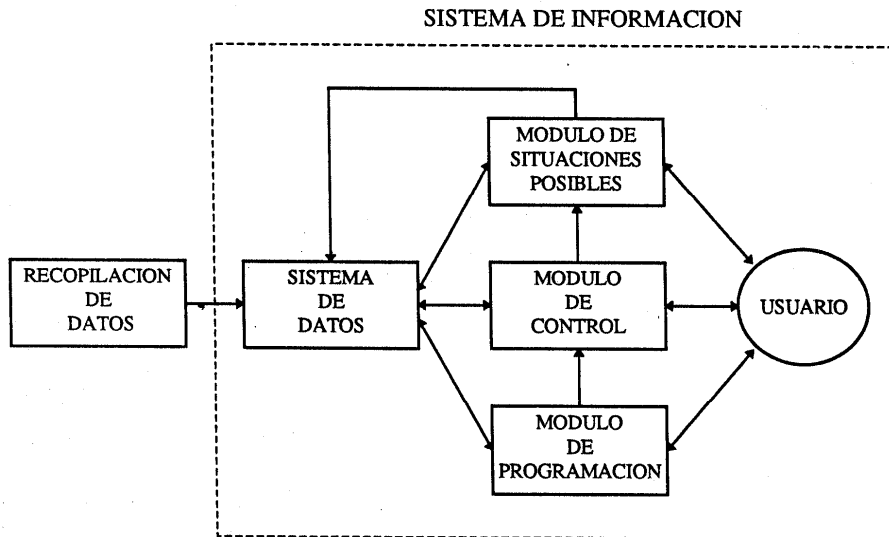 SISTEMA DE INFORMACION
MODULO DE
SITUACIONES
POSIBLES
RECOPILACION
DE
DATOS
SISTEMA
DE
DATOS
MODULO
DE
CONTROL
USUARIO
MODULO
DE
PROGRAMACION